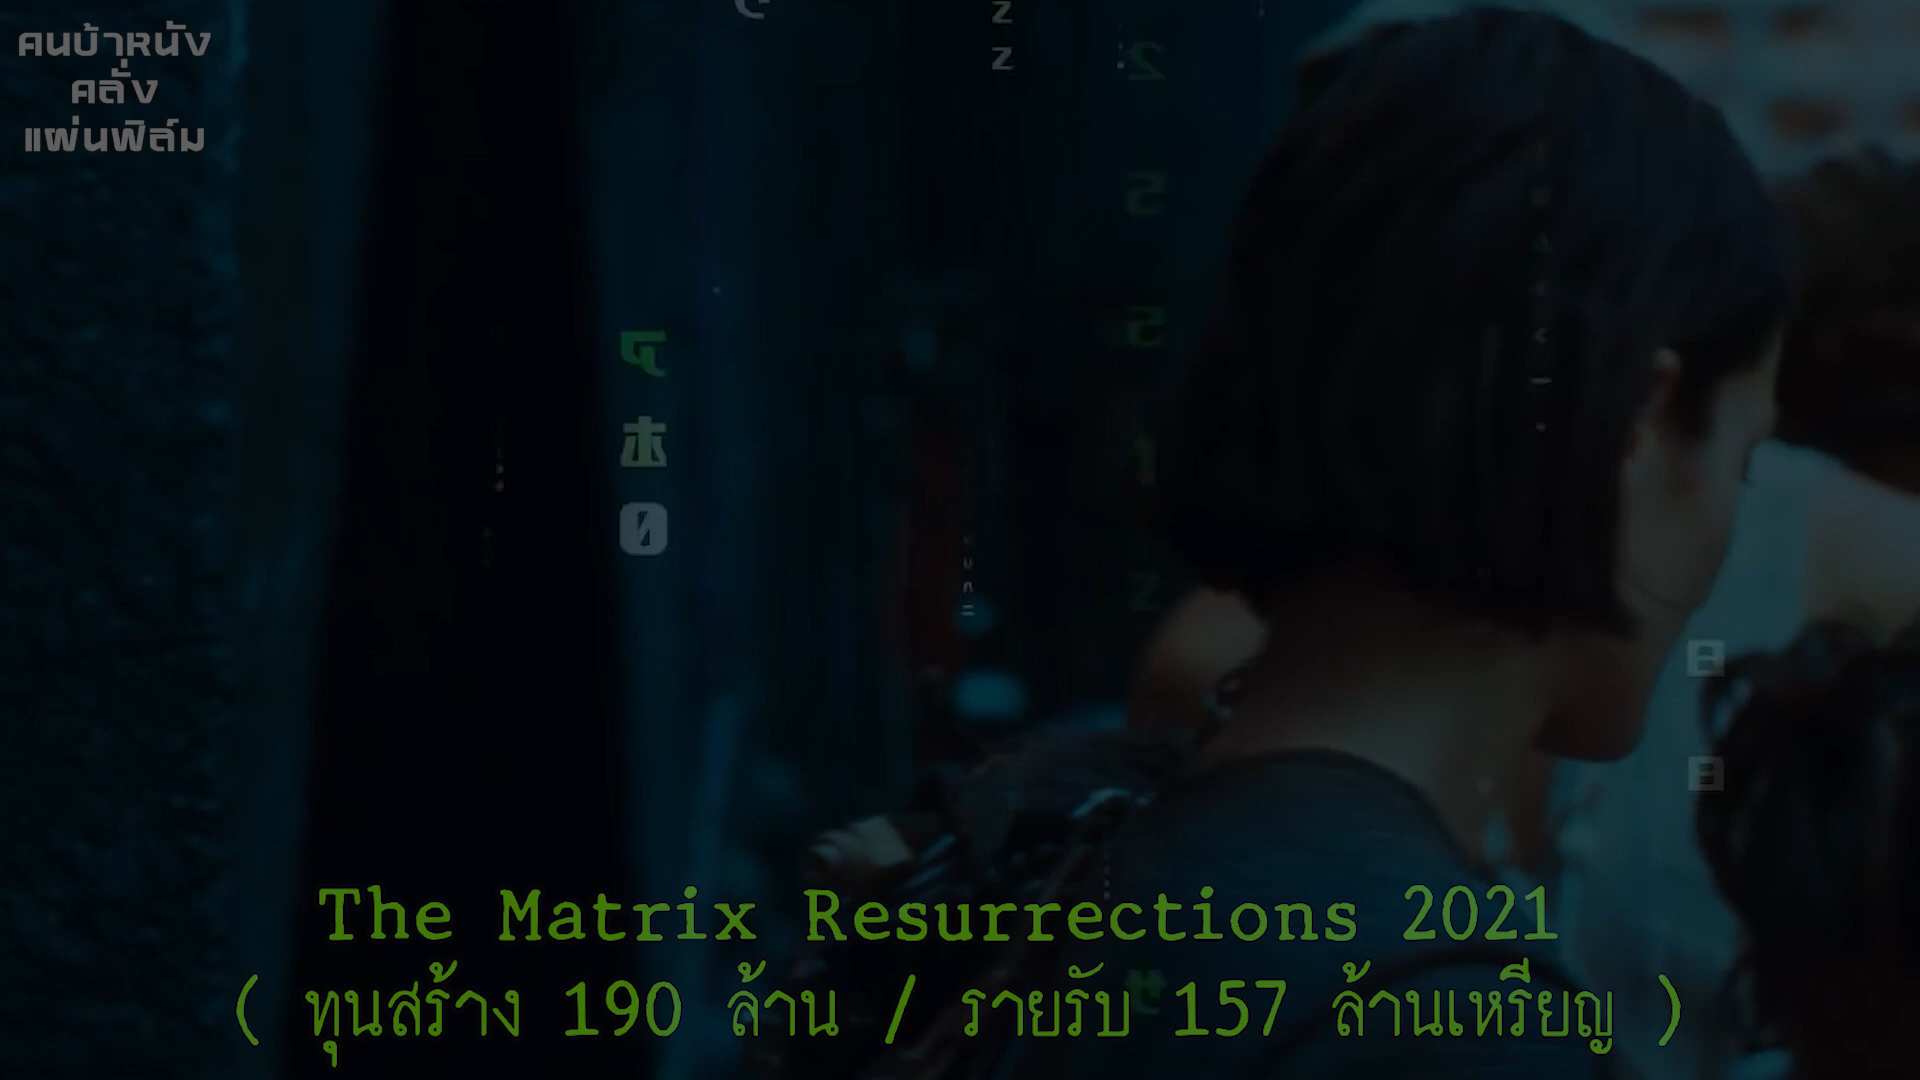 คนบ้าหนัง
คลั่ง
แผ่นฟิล์ม
The Matrix Resurrections 2021
( ทุนสร้าง 190 ล้าน / รายรับ 157 ล้านเหรียญ )